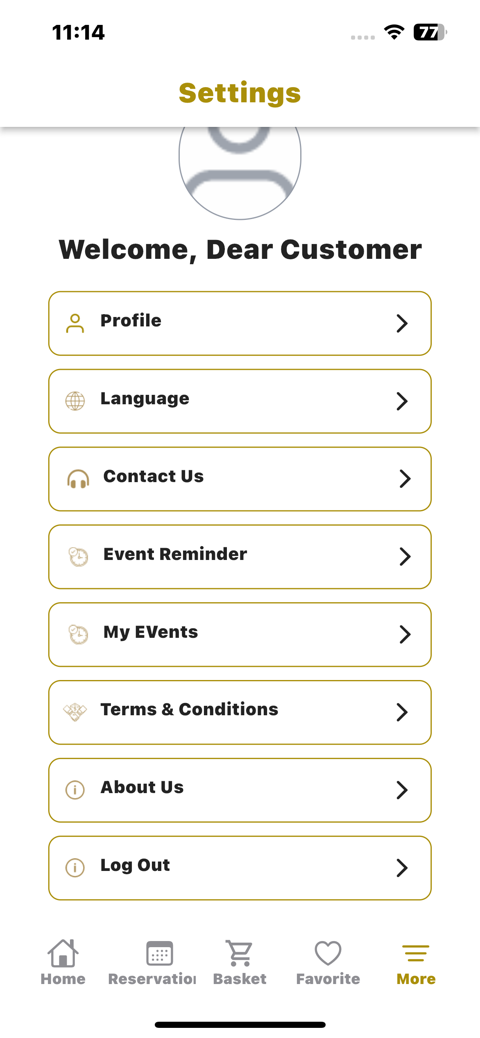 11:14
77
Settings
Welcome, Dear Customer
Profile
Language
Contact Us
Event Reminder
My EVents
Terms & Conditions
About Us
Log Out
Home
Reservation
Basket
Favorite
More